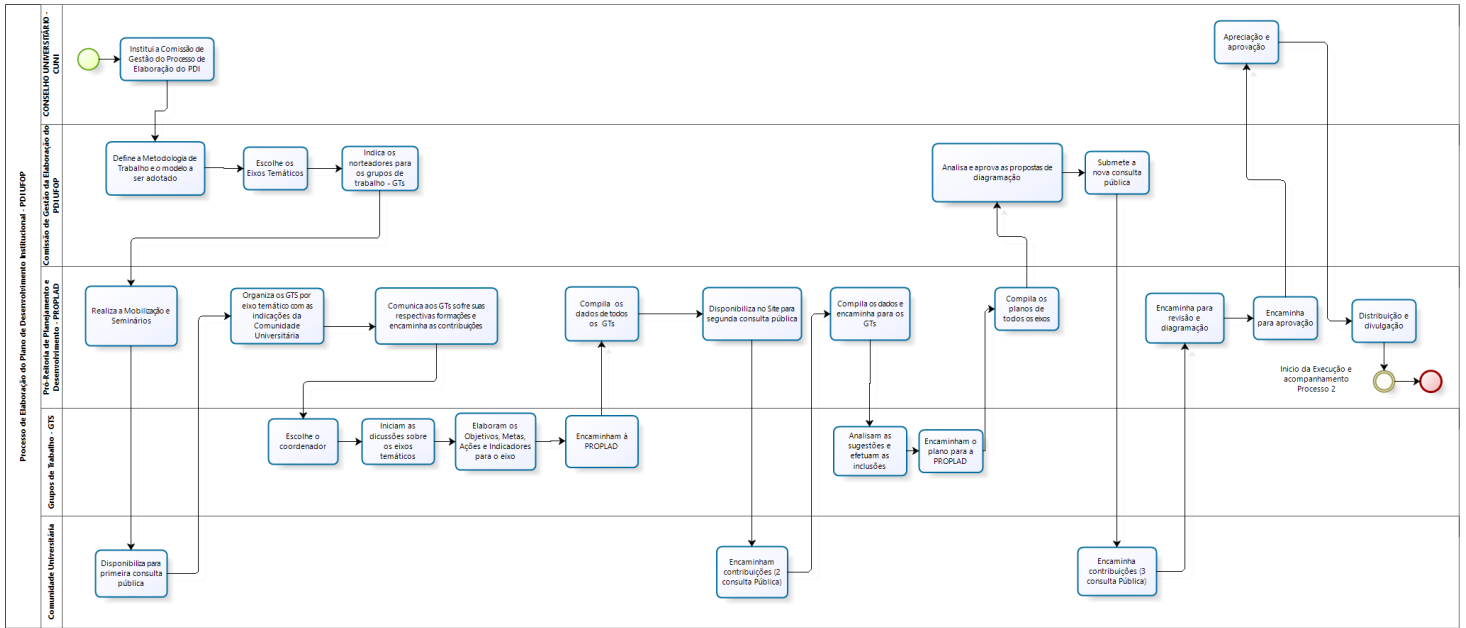 Processo de Elaboração do Plano de Desenvolvimento Institucional - PDI UFOP
CONSELHO UNIVERSITÁRIO -
CUNI
Institui a Comissão de
Gestão do Processo de
Elaboração do PDI
Apreciação e
aprovação
Comissão de Gestão da Elaboração do
PDI UFOP
Define a Metodologia de
Trabalho e o modelo a
ser adotado
Escolhe os
Eixos Temáticos
Indica os
norteadores para
os grupos de
trabalho - GTs
Analisa e aprova as propostas de
diagramação
Submete a
nova consulta
pública
Pró-Reitoria de Planejamento e
Desenvolvimento - PROPLAD
Realiza a Mobilização e
Seminários
Organiza os GTS por
eixo temático com as
indicações da
Comunidade
Universitária
Comunica aos GTs sofre suas
respectivas formações e
encaminha as contribuições
Compila os
dados de todos
os GTs
Disponibiliza no Site para
segunda consulta pública
Compila os dados e
encaminha para os
GTs
Compila os
planos de
todos os eixos
Encaminha para
revisão e
diagramação
Encaminha
para aprovação
Distribuição e
divulgação
Inicio da Execução e
acompanhamento
Processo 2
Grupos de Trabalho - GTS
Escolhe o
coordenador
Iniciam as
dicussões sobre
os eixos
temáticos
Elaboram os
Objetivos, Metas,
Ações e Indicadores
para o eixo
Encaminham à
PROPLAD
Analisam as
sugestões e
efetuam as
inclusões
Encaminham o
plano para a
PROPLAD
Comunidade Universitária
Disponibiliza para
primeira consulta
pública
Encaminham
contribuições (2
consulta Pública)
Encaminha
contribuições (3
consulta Pública)